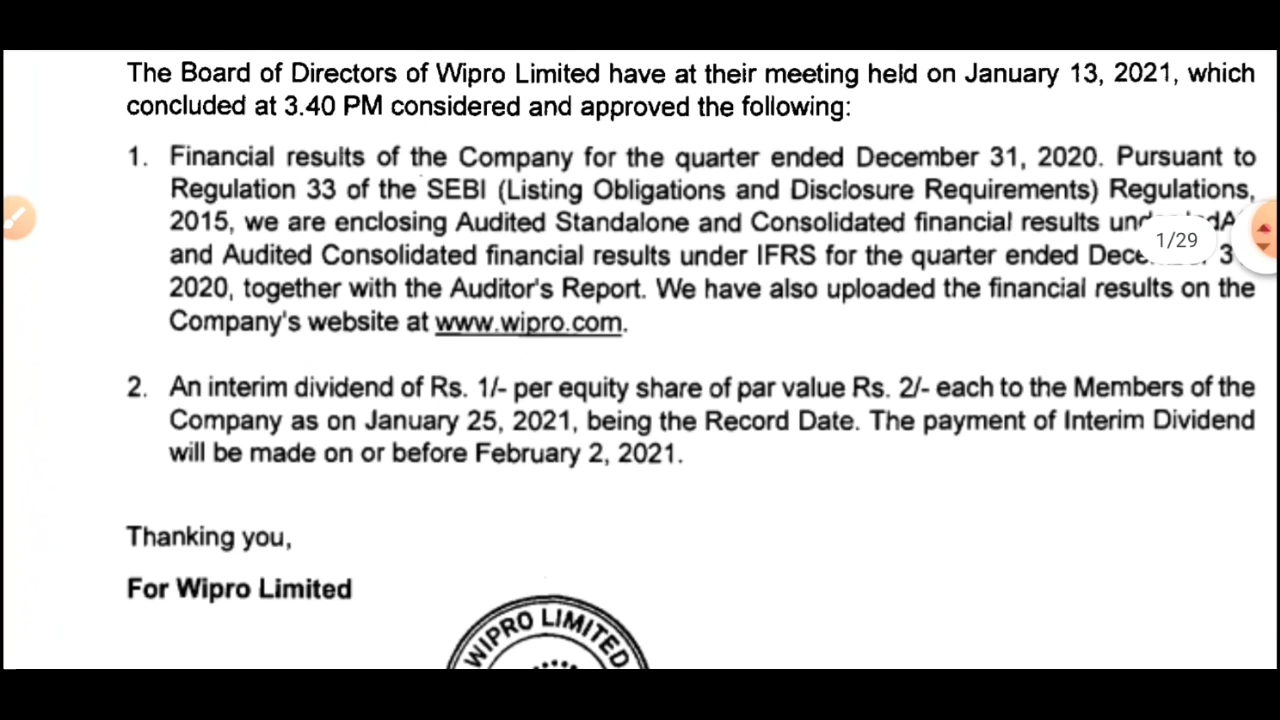 The Board of Directors of Wipro Limited have at their meeting held on January 13, 2021, which
concluded at 3.40 PM considered and approved the following:
1. Financial results of the Company for the quarter ended December 31, 2020. Pursuant to
Regulation 33 of the SEBI (Listing Obligations and Disclosure Requirements) Regulations,
2015, we are enclosing Audited Standalone and Consolidated financial results
1/29
and Audited Consolidated financial results under IFRS for the quarter ended
2020, together with the Auditor's Report. We have also uploaded the financial results on the
Company's website at www.wipro.com.
2. An interim dividend of Rs. 1/- per equity share of par value Rs. 2/- each to the Members of the
Company as on January 25, 2021, being the Record Date. The payment of Interim Dividend
will be made on or before February 2, 2021.
Thanking you,
For Wipro Limited
WIPRO LIMITED